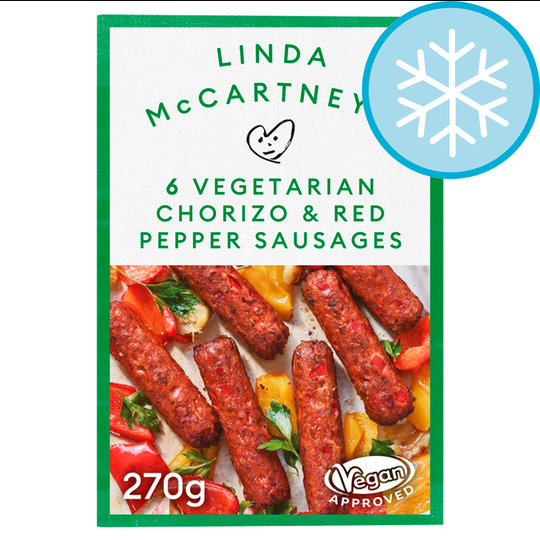 LINDA
McCARTNEY
6 VEGETARIAN
CHORIZO & RED
PEPPER SAUSAGES
270g
Vegan
APPROVED